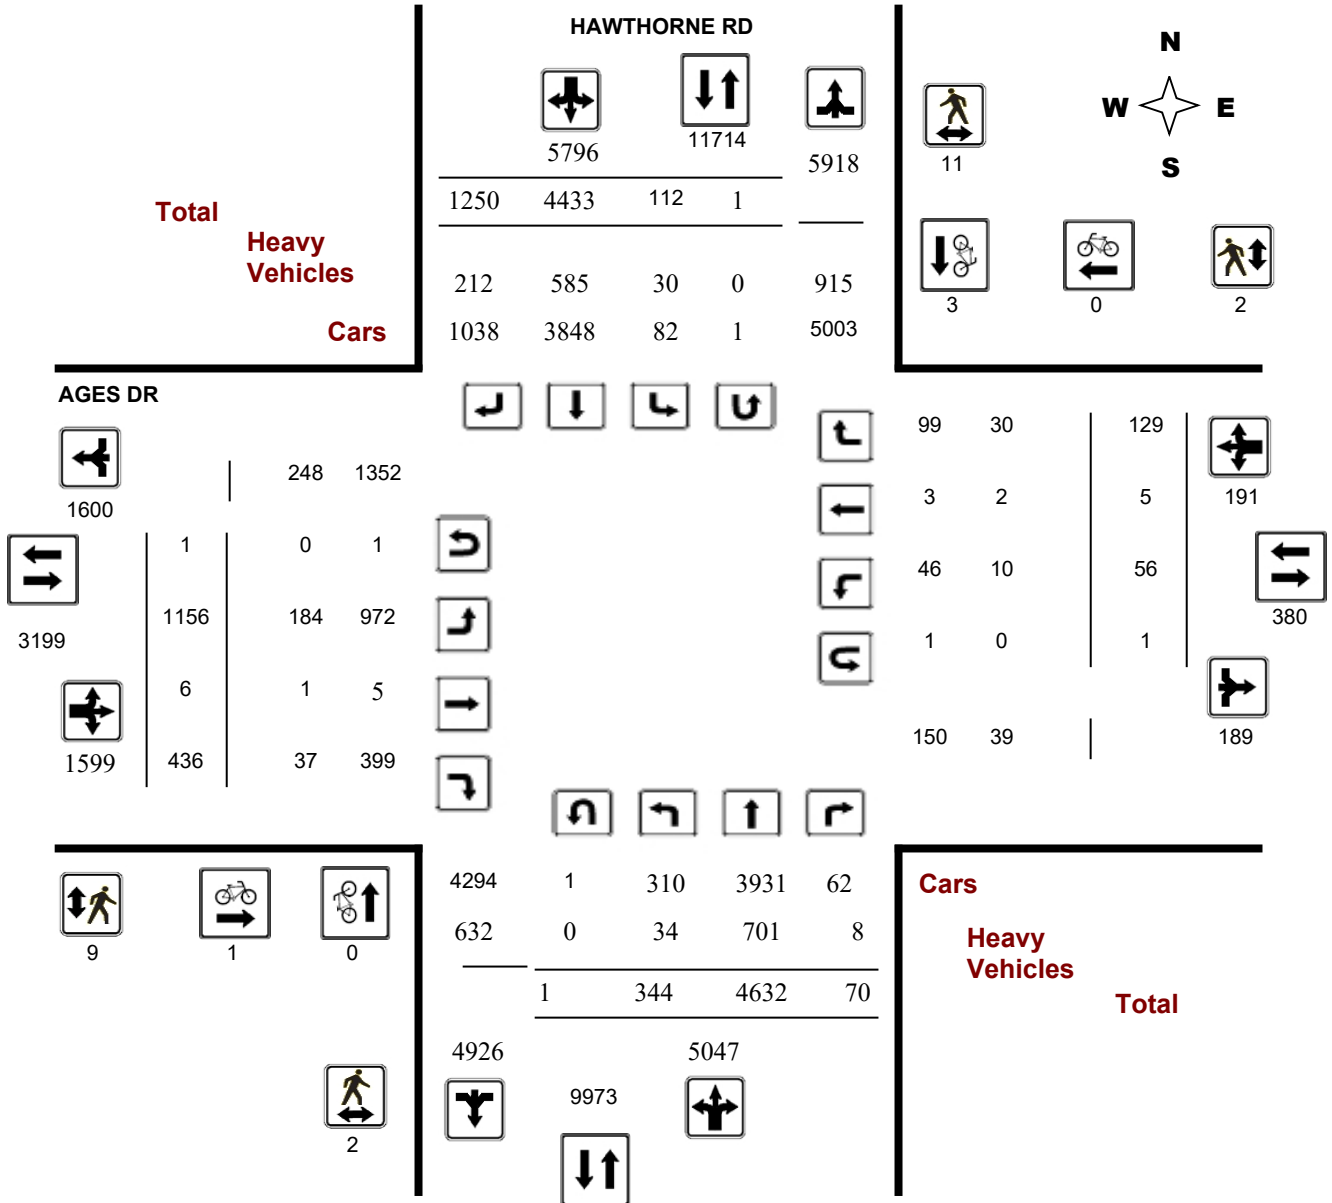 HAWTHORNE RD
N
W E
S
5796 11714 5918 11
1250 4433 112 1
Total
Heavy
Vehicles
212 585 30 0 915
3 0 2
Cars 1038 3848 82 1 5003
AGES DR
99 30 129
248 1352
1600
3 2 5 191
1 0 1
46 10 56
1156 184 972 380
3199
1 0 1
6 1 5
150 39 189
1599 436 37 399
4294 1 310 3931 62 Cars
632 0 34 701 8 Heavy
Vehicles
9 1 0
1 344 4632 70 Total
4926 5047
9973
2